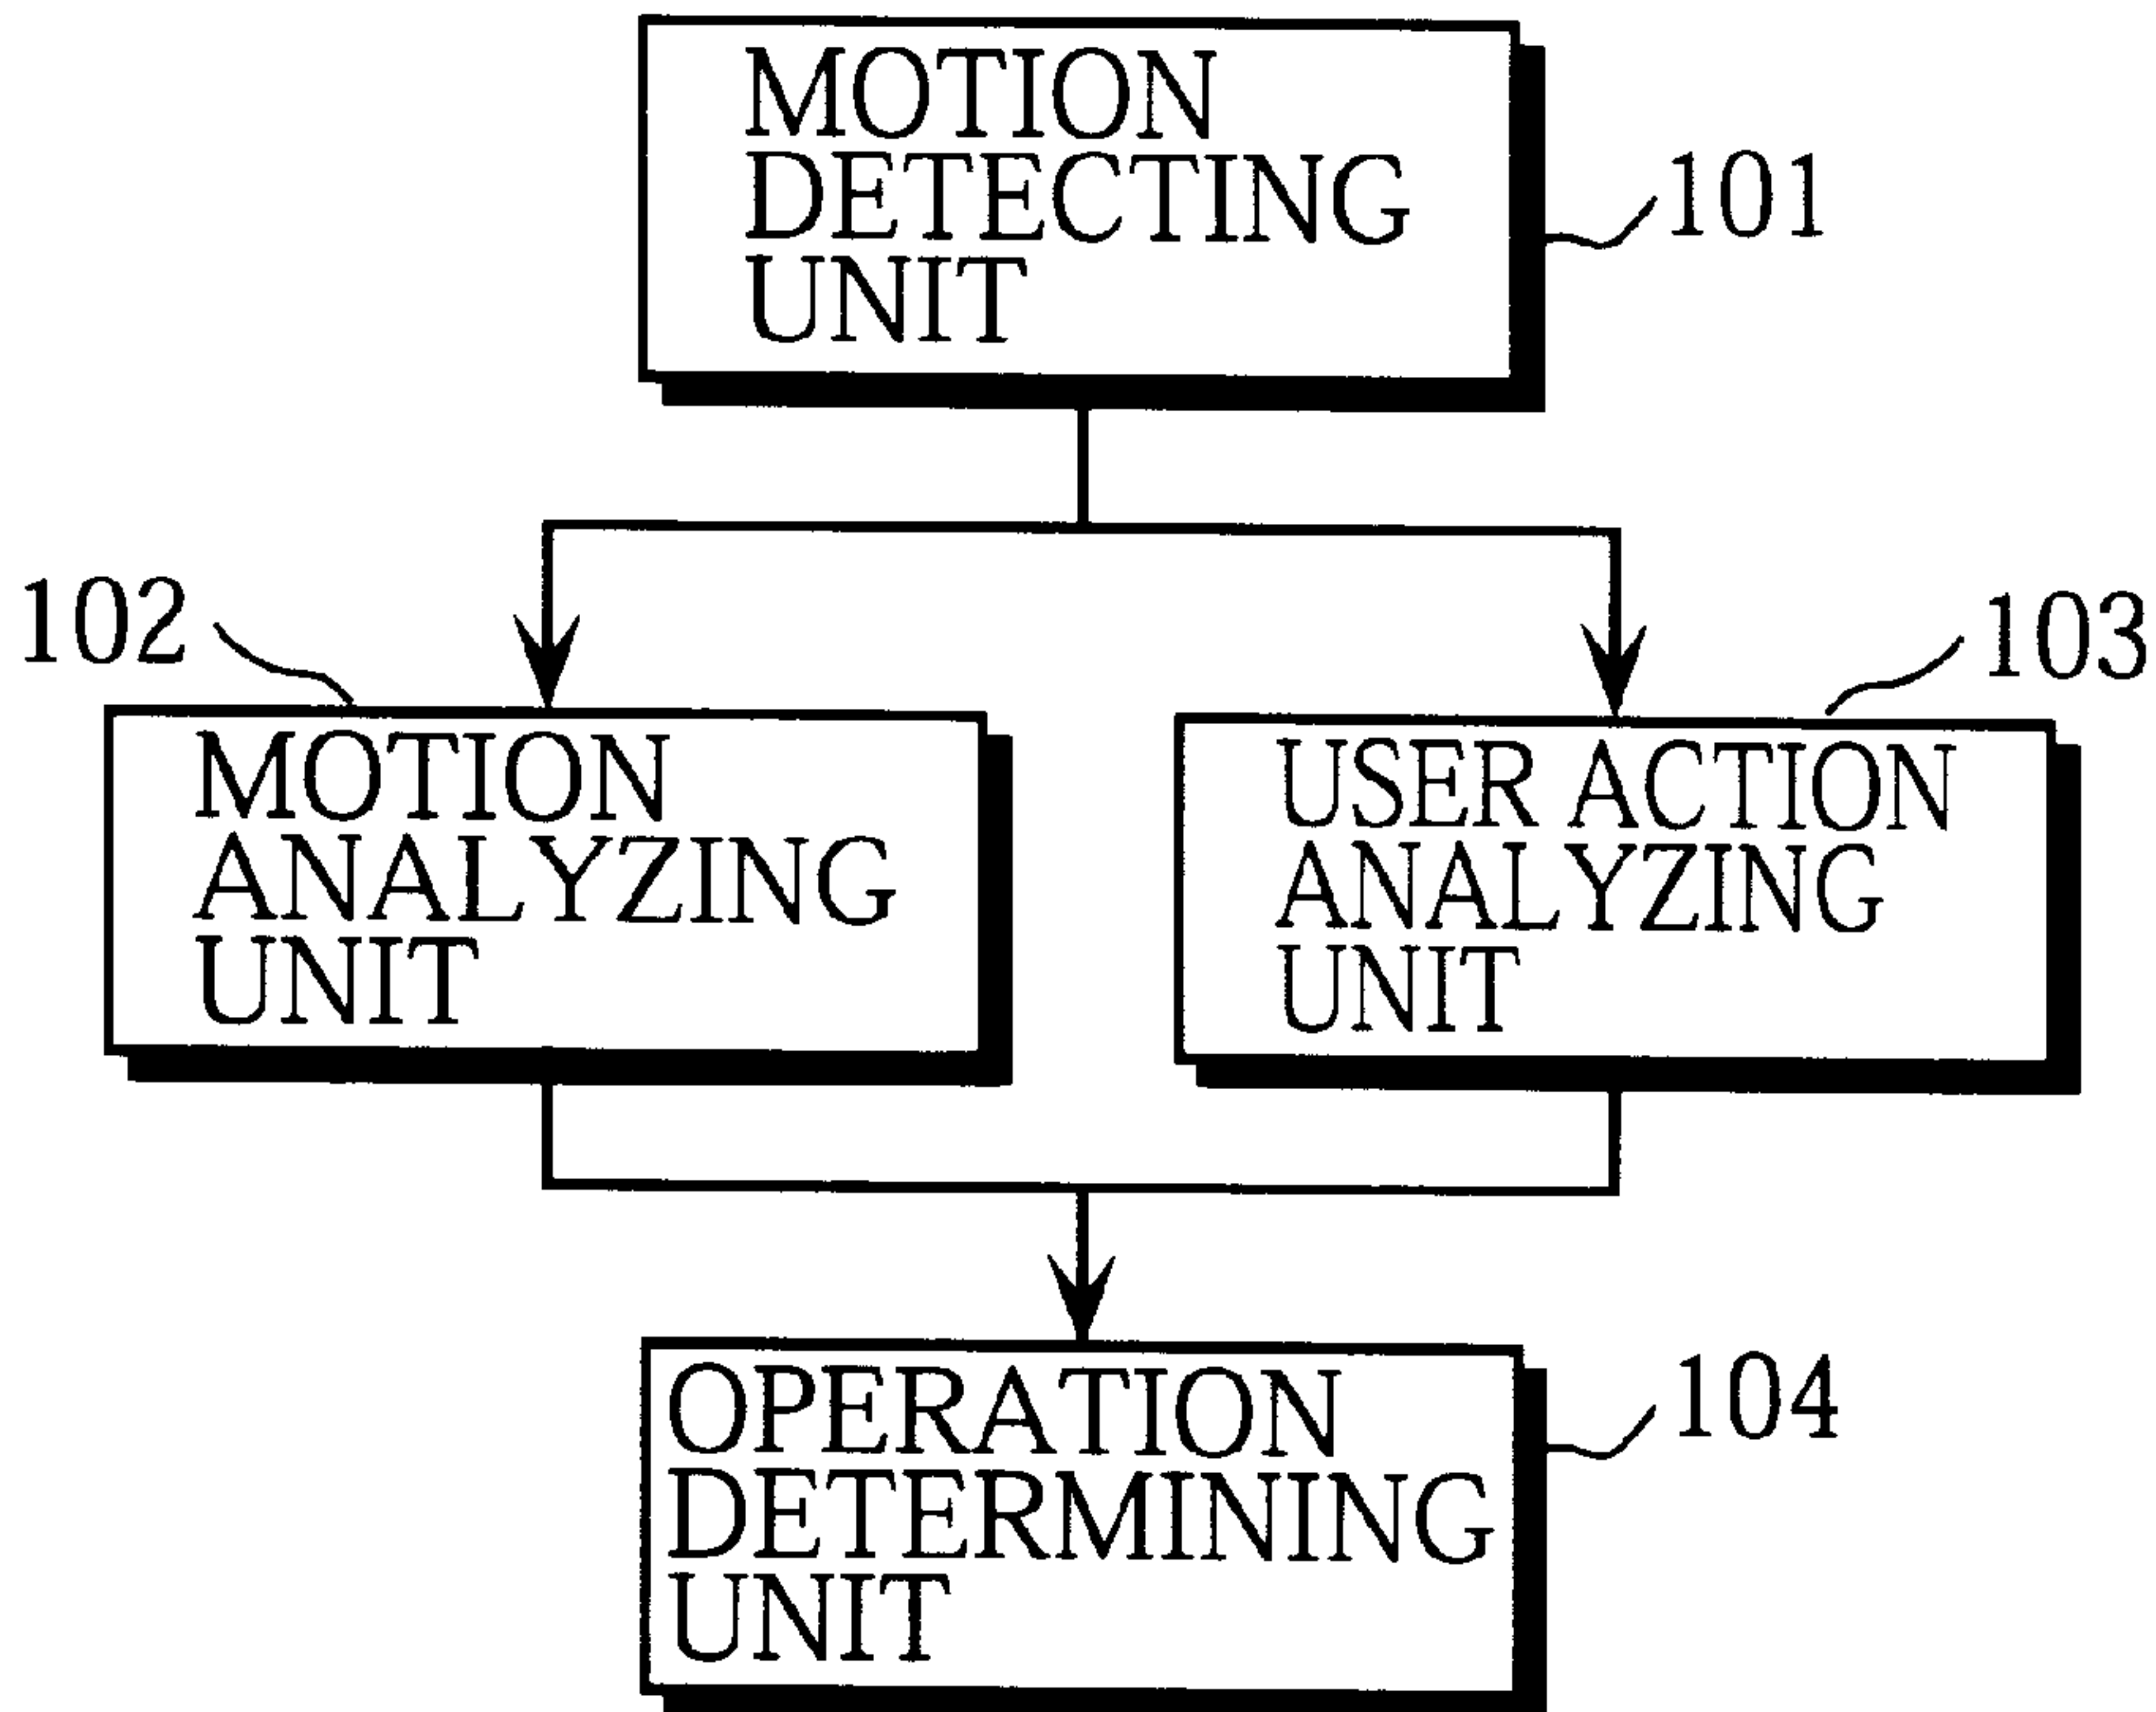 MOTION
DETECTING
UNIT
101
102
103
MOTION
ANALYZING
UNIT
USER ACTION
ANALYZING
UNIT
OPERATION
DETERMINING
UNIT
104